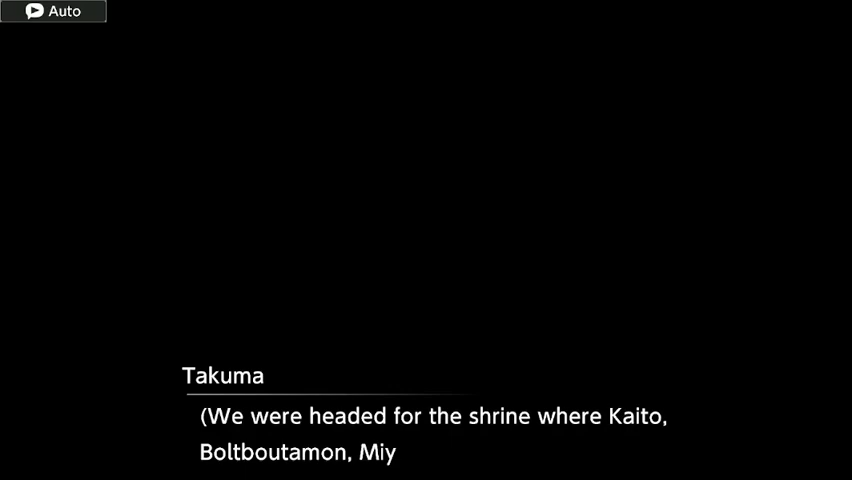 Auto
Takuma
(We were headed for the shrine where Kaito,
Boltboutamon, Miy